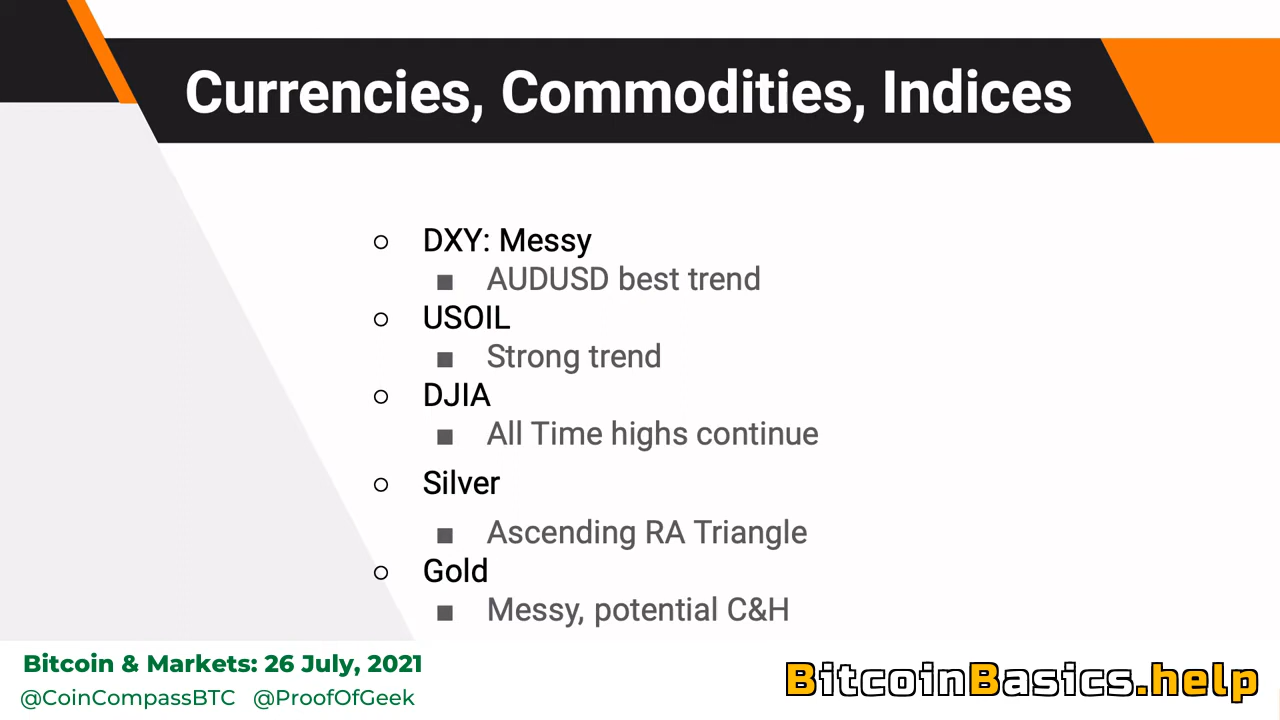 Currencies, Commodities, Indices
○ DXY: Messy
■ AUDUSD best trend
○ USOIL
■ Strong trend
○ DJIA
■ All Time highs continue
○ Silver
■ Ascending RA Triangle
○ Gold
■ Messy, potential C&H
Bitcoin & Markets: 26 July, 2021
@CoinCompassBTC @ProofOfGeek
BitcoinBasics.help